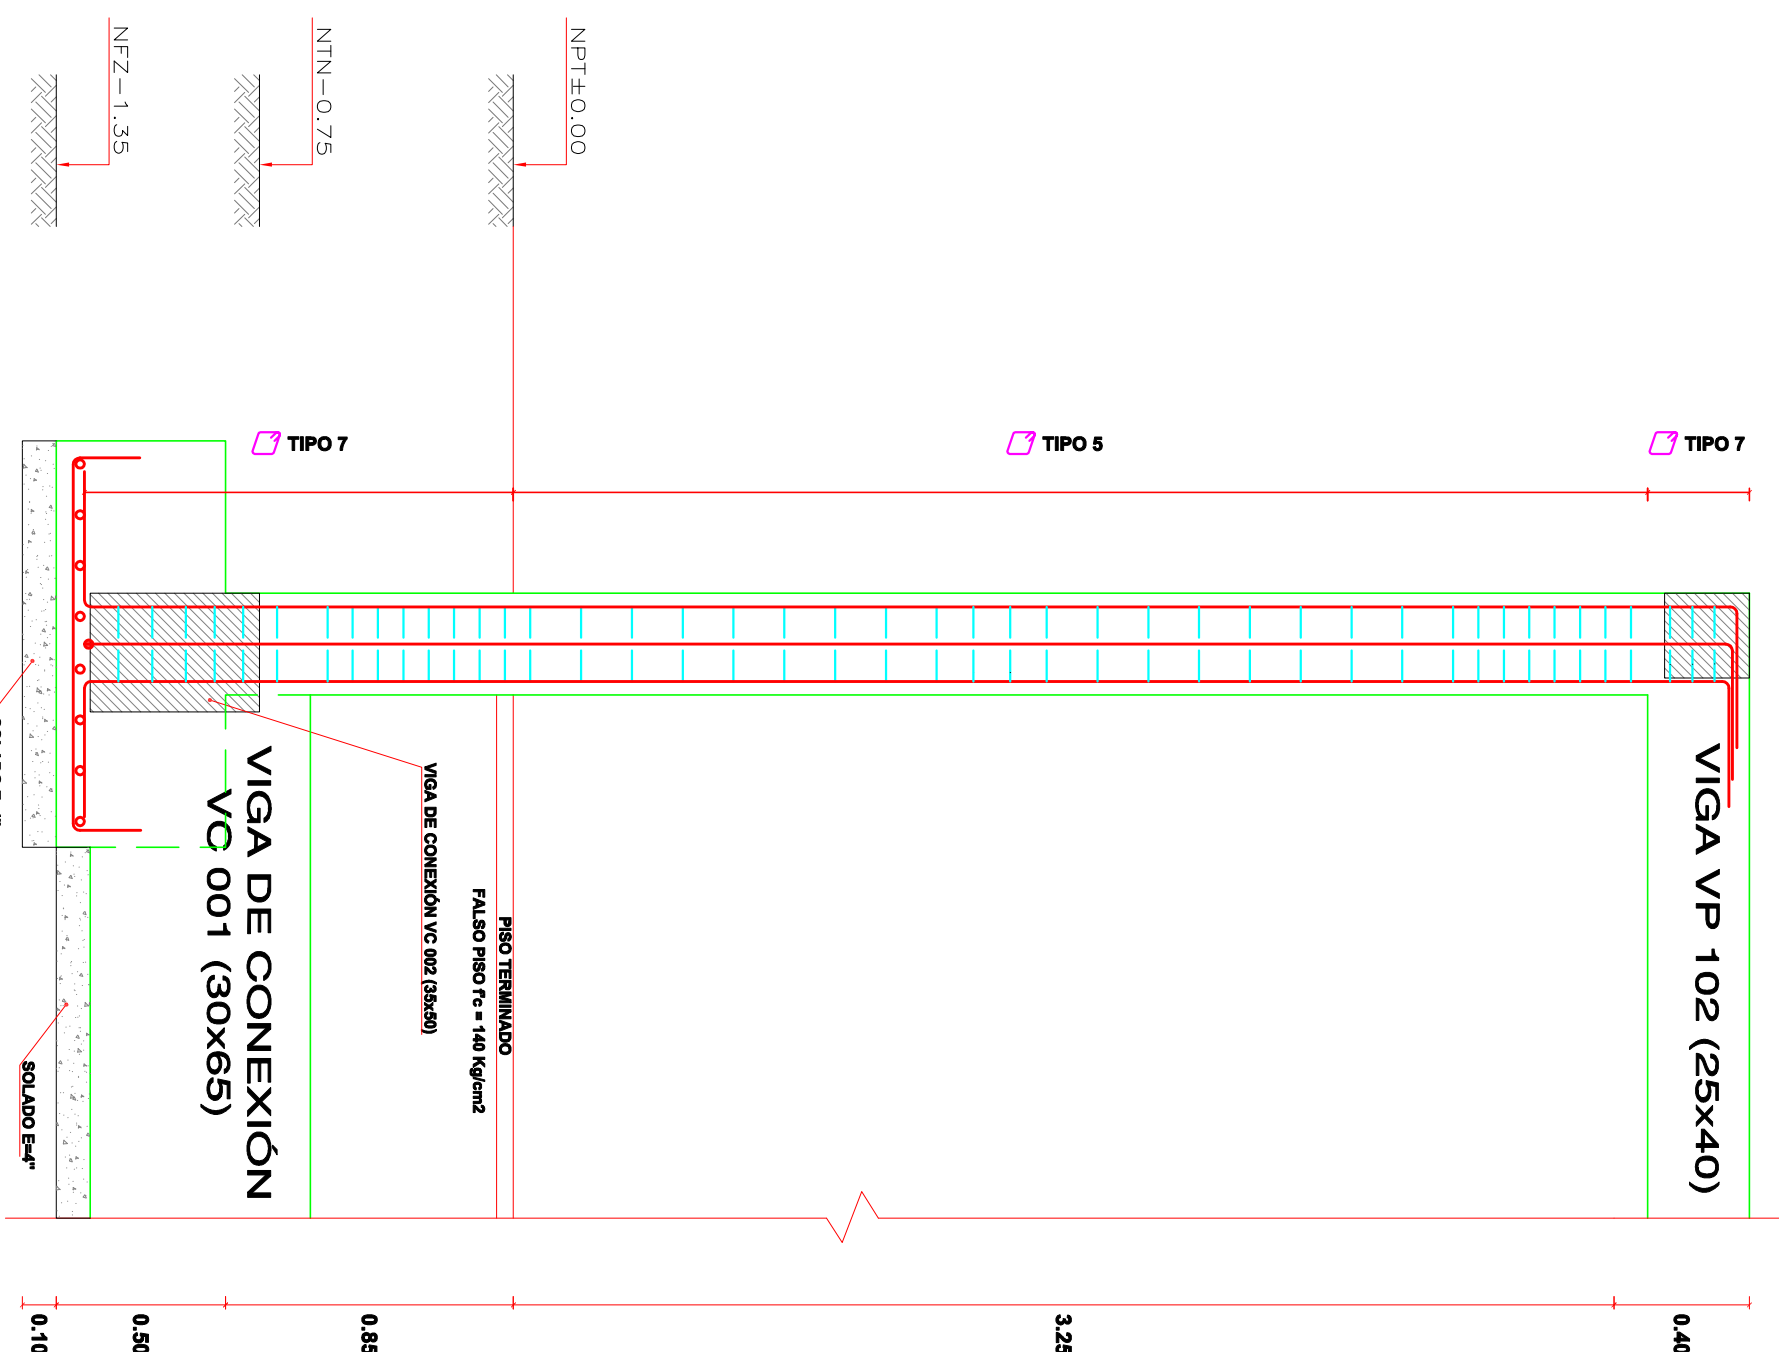 NPT±0.00
NTN-0.75
NFZ-1.35
TIPO 7
TIPO 5
TIPO 7
VIGA VP 102 (25x40)
PISO TERMINADO
FALSO PISO f'c = 140 Kg/cm2
VIGA DE CONEXIÓN VC 002 (35x50)
VIGA DE CONEXIÓN
VC 001 (30x65)
SOLADO E=4"
0.40
3.25
0.85
0.50
0.10